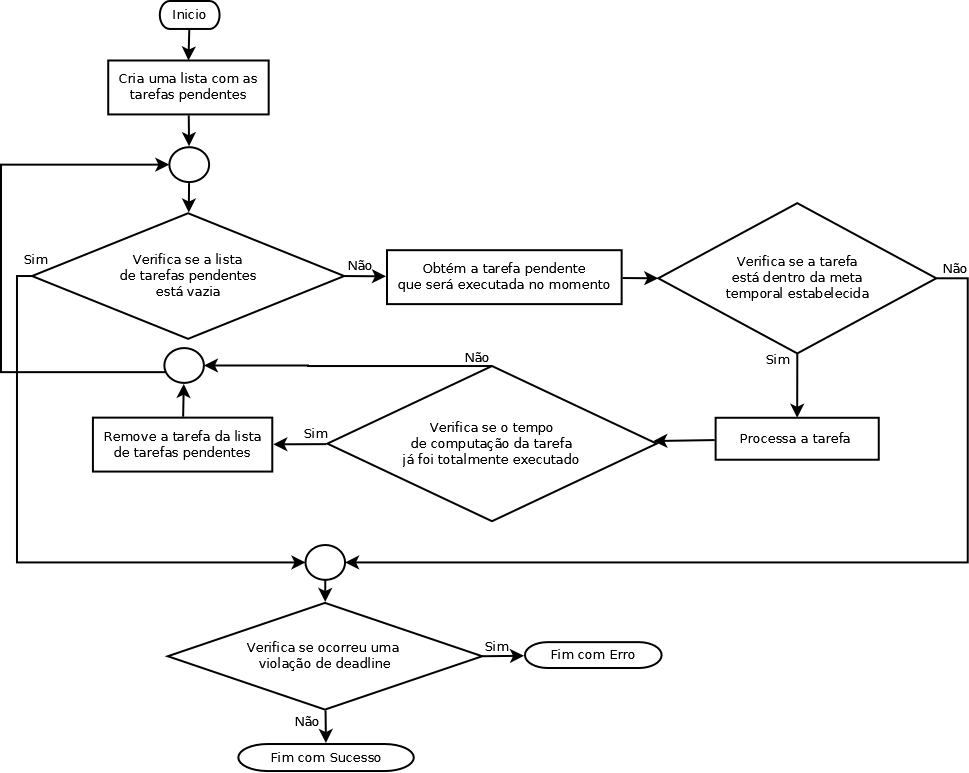 Inicio
Cria uma lista com as
tarefas pendentes
Sim
Verifica se a lista
de tarefas pendentes
está vazia
Não
Obtém a tarefa pendente
que será executada no momento
Verifica se a tarefa
está dentro da meta
temporal estabelecida
Não
Sim
Processa a tarefa
Não
Verifica se o tempo
de computação da tarefa
já foi totalmente executado
Sim
Remove a tarefa da lista
de tarefas pendentes
Verifica se ocorreu uma
violação de deadline
Sim
Fim com Erro
Não
Fim com Sucesso